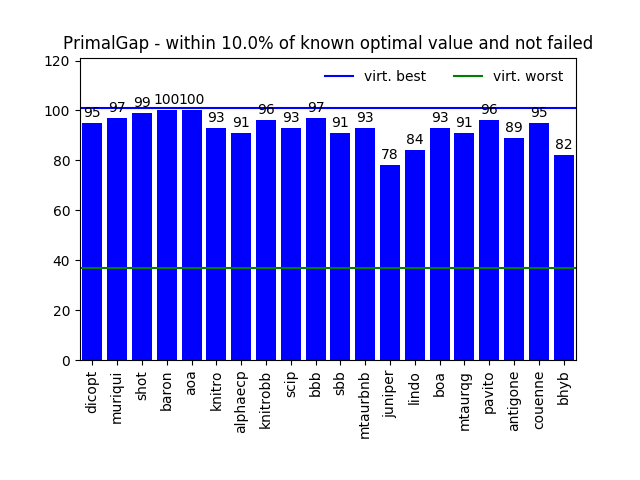 PrimalGap - within 10.0% of known optimal value and not failed
120
virt. best virt. worst
100
95 97 99 100 100 93 91 96 93 97 91 93 78 84 93 91 96 89 95 82
80
60
40
20
0
dicopt muriqui shot baron aoa knitro alphaecp knitrobb scip bbb sbb mtaurbnb juniper lindo boa mtaurqg pavito antigone couenne bhyb